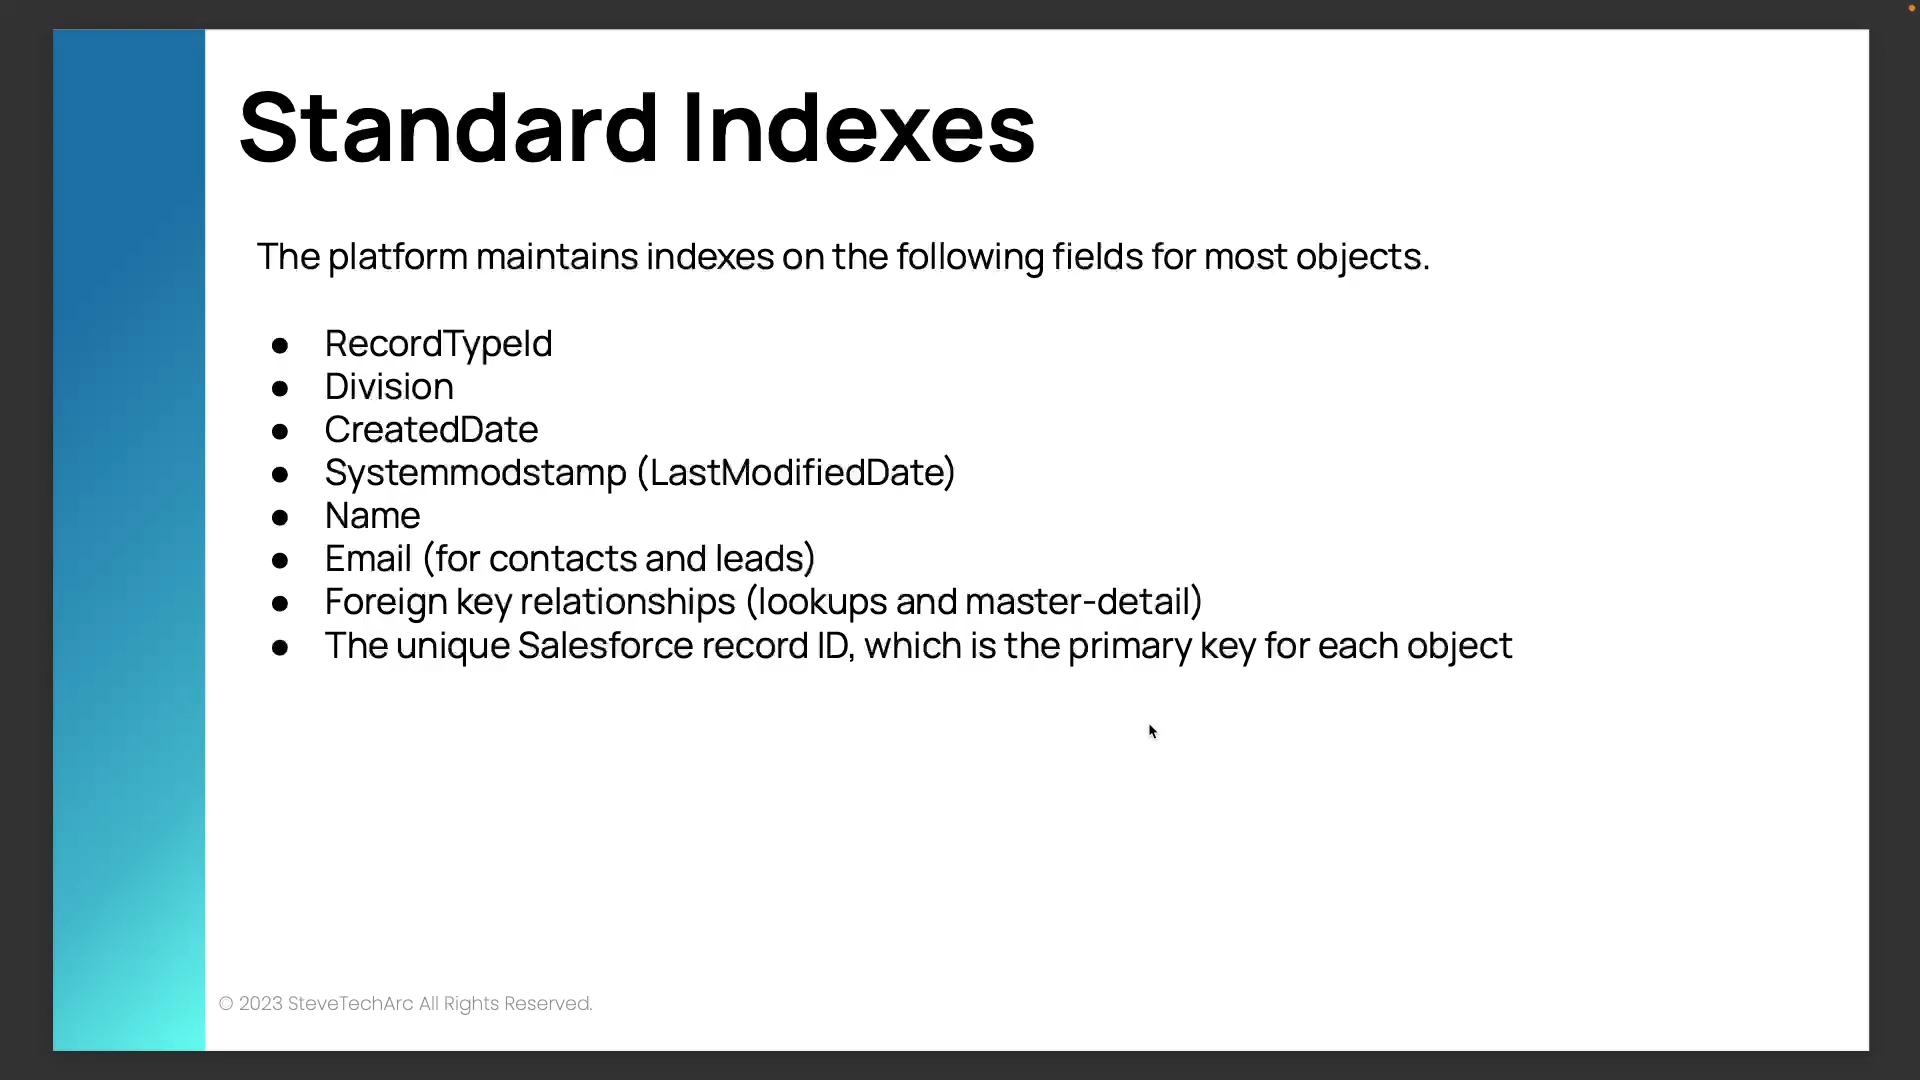 Standard Indexes
The platform maintains indexes on the following fields for most objects.
● RecordTypeId
● Division
● CreatedDate
● Systemmodstamp (LastModifiedDate)
● Name
● Email (for contacts and leads)
● Foreign key relationships (lookups and master-detail)
● The unique Salesforce record ID, which is the primary key for each object
© 2023 SteveTechArc All Rights Reserved.